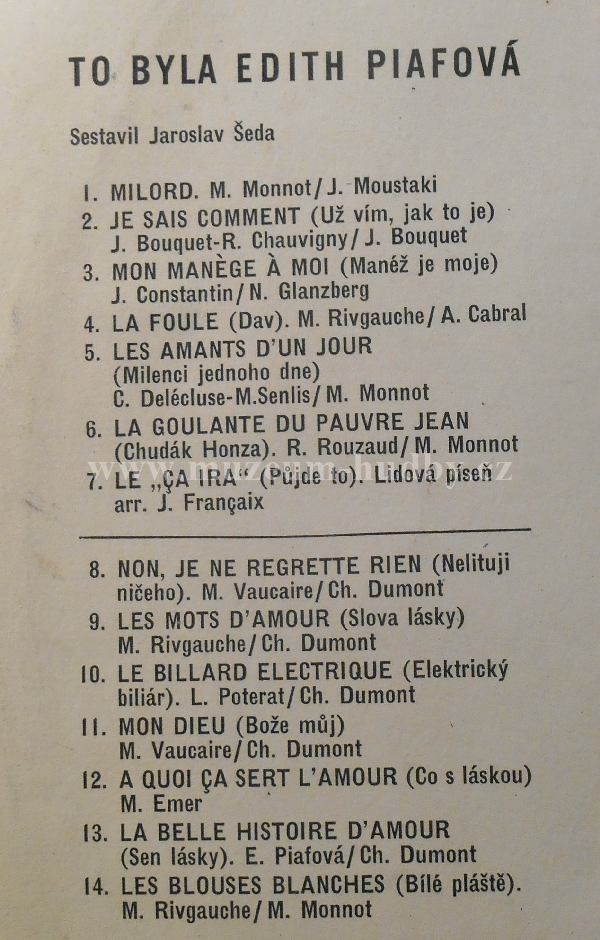 TO BYLA EDITH PIAFOVÁ
Sestavil Jaroslav Šeda
1. MILORD. M. Monnot/J. Moustaki
2. JE SAIS COMMENT (Už vím, jak to je)
J. Bouquet-R. Chauvigny/J. Bouquet
3. MON MANÈGE À MOI (Manéž je moje)
J. Constantin/N. Glanzberg
4. LA FOULE (Dav). M. Rivgauche/A. Cabral
5. LES AMANTS D'UN JOUR
(Milenci jednoho dne)
C. Delécluse-M.Senlis/M. Monnot
6. LA GOULANTE DU PAUVRE JEAN
(Chudák Honza). R. Rouzaud/M. Monnot
www.muzeum-hudby.cz
7. LE „ÇA IRA“ (Půjde to). Lidová píseň
arr. J. Françaix
8. NON, JE NE REGRETTE RIEN (Nelituji
ničeho). M. Vaucaire/Ch. Dumont
9. LES MOTS D'AMOUR (Slova lásky)
M. Rivgauche/Ch. Dumont
10. LE BILLARD ELECTRIQUE (Elektrický
biliár). L. Poterat/Ch. Dumont
11. MON DIEU (Bože můj)
M. Vaucaire/Ch. Dumont
12. A QUOI ÇA SERT L'AMOUR (Co s láskou)
M. Emer
13. LA BELLE HISTOIRE D'AMOUR
(Sen lásky). E. Piafová/Ch. Dumont
14. LES BLOUSES BLANCHES (Bílé pláště).
M. Rivgauche/M. Monnot